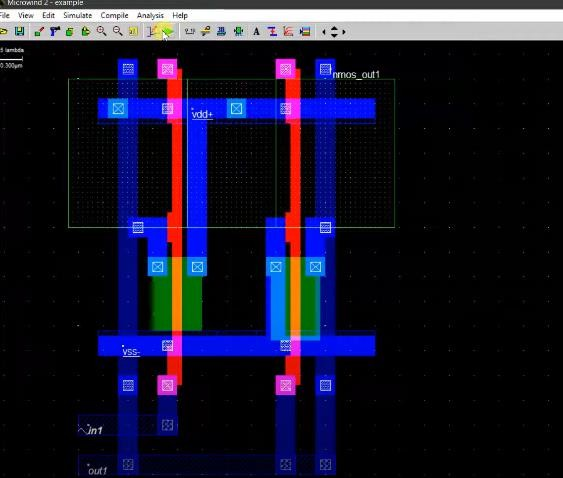 Microwind 2 - example
File View Edit Simulate Compile Analysis Help
5 lambda
0.300µm
nmos_out1
vdd+
vss-
in1
out1